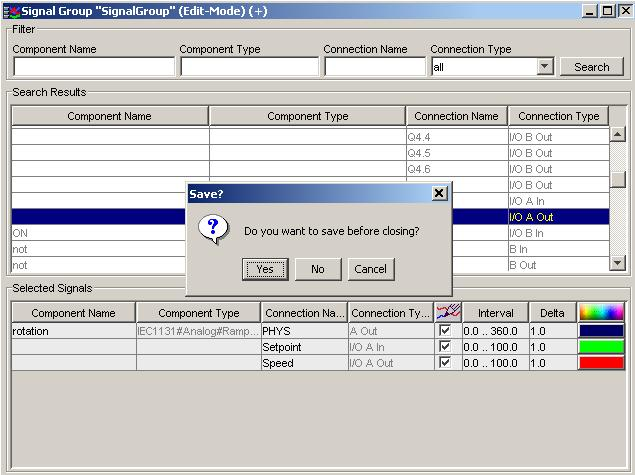 Signal Group "SignalGroup" (Edit-Mode) (+)
Filter
Component Name Component Type Connection Name Connection Type
all Search
Search Results
Component Name Component Type Connection Name Connection Type
Q4.4 I/O B Out
Q4.5 I/O B Out
Q4.6 I/O B Out
I/O B Out
Save?
I/O A In
I/O A Out
? Do you want to save before closing?
ON I/O B In
not B In
not B Out
Yes No Cancel
Selected Signals
Component Name Component Type Connection Na... Connection Ty... Interval Delta
rotation IEC1131#Analog#Ramp... PHYS A Out 0.0 .. 360.0 1.0
Setpoint I/O A In 0.0 .. 100.0 1.0
Speed I/O A Out 0.0 .. 100.0 1.0